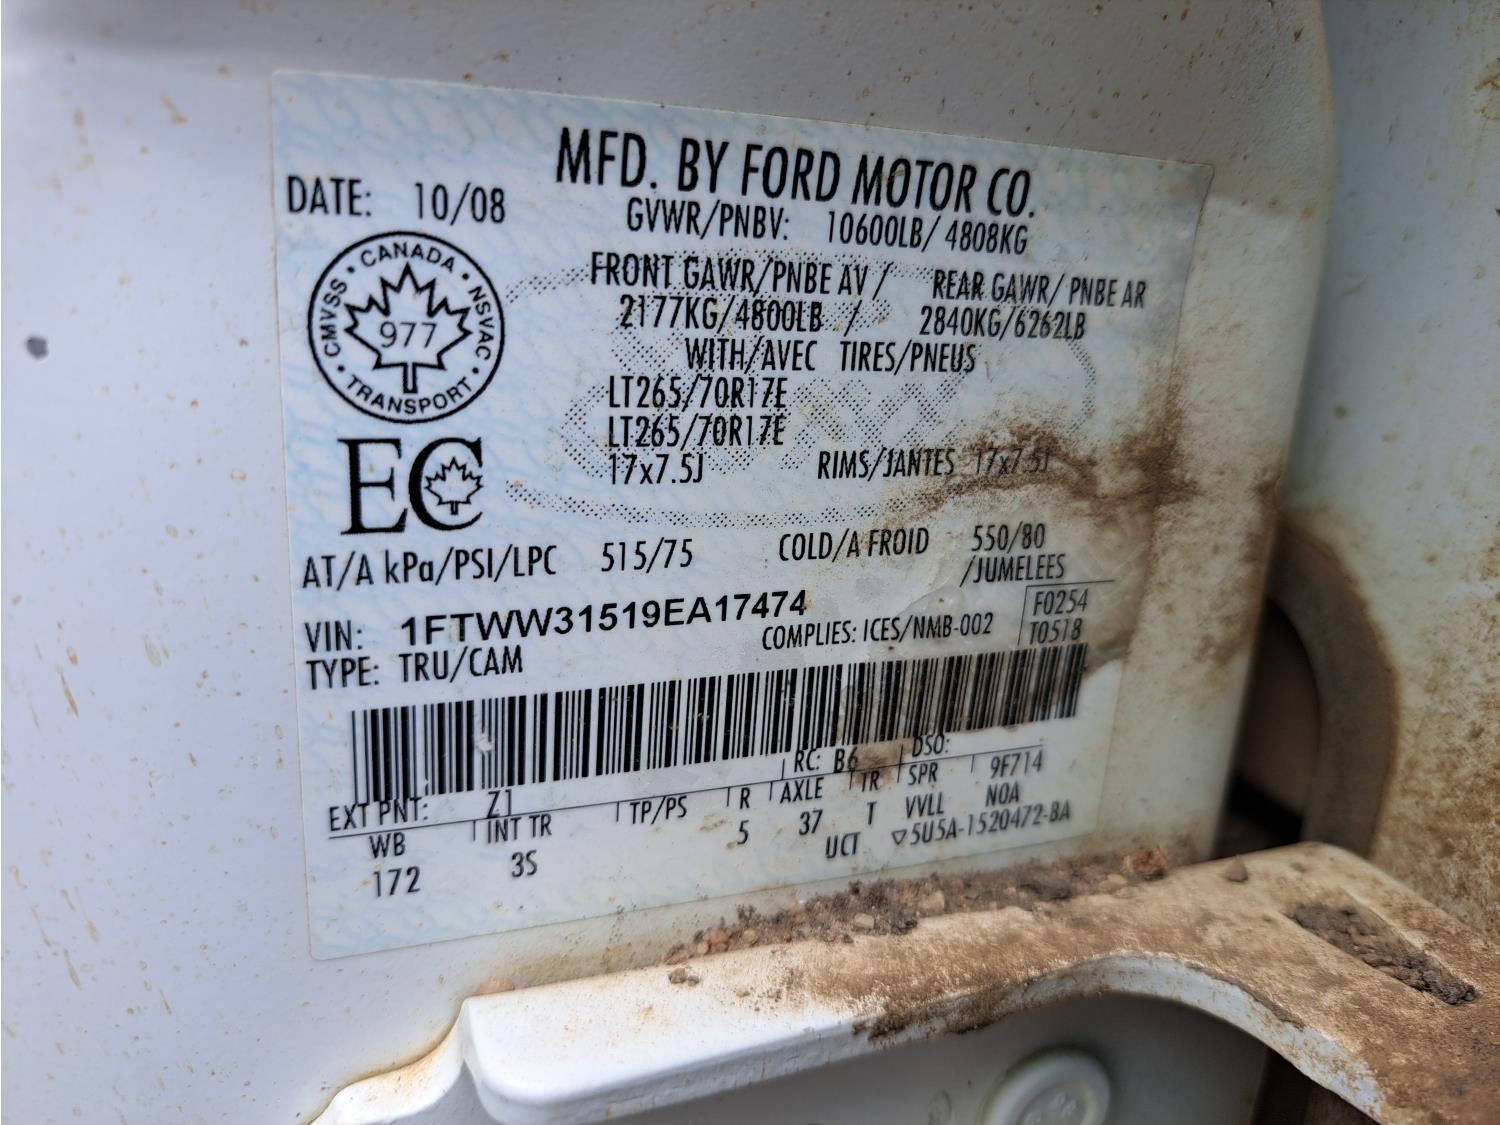 MFD. BY FORD MOTOR CO.
DATE: 10/08
GVWR/PNBV: 10600LB/ 4808KG
CANADA
CMVSS
NSVAC
977
TRANSPORT
FRONT GAWR/PNBE AV / REAR GAWR/ PNBE AR
2177KG/4800LB / 2840KG/6262LB
WITH/AVEC TIRES/PNEUS
LT265/70R17E
LT265/70R17E
17x7.5J RIMS/JANTES 17x7.5J
EC
AT/A kPa/PSI/LPC 515/75 COLD/A FROID 550/80
/JUMELEES
VIN: 1FTWW31519EA17474
F0254
TYPE: TRU/CAM COMPLIES: ICES/NMB-002 T0518
EXT PNT: Z1 RC: B6 DSO:
WB INT TR TP/PS R AXLE TR SPR 9F714
172 3S 5 37 T VVLL N0A
UCT ▽5U5A-1520472-BA